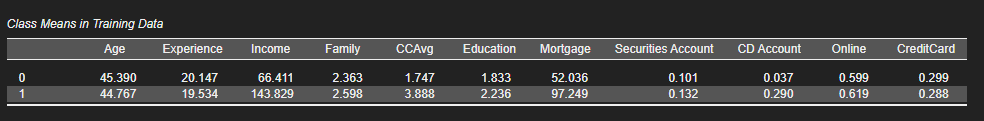 Class Means in Training Data
Age Experience Income Family CCAvg Education Mortgage Securities Account CD Account Online CreditCard
0 45.390 20.147 66.411 2.363 1.747 1.833 52.036 0.101 0.037 0.599 0.299
1 44.767 19.534 143.829 2.598 3.888 2.236 97.249 0.132 0.290 0.619 0.288